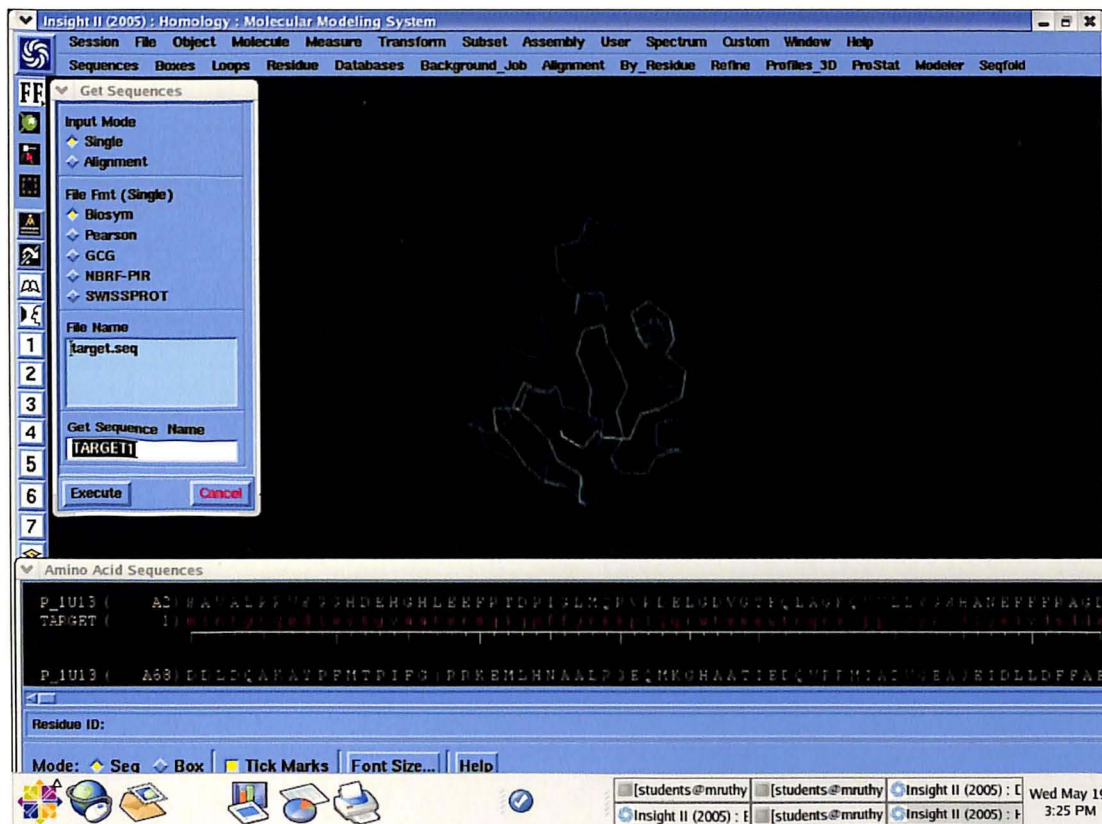 Insight II (2005) : Homology : Molecular Modeling System
Session File Object Molecule Measure Transform Subset Assembly User Spectrum Custom Window Help
Sequences Boxes Loops Residue Databases Background_Job Alignment By_Residue Refine Profiles_3D ProStat Modeler Seqfold
FF
Get Sequences
Input Mode
Single
Alignment
File Fmt (Single)
Biosym
Pearson
GCG
NBRF-PIR
SWISSPROT
File Name
target.seq
Get Sequence Name
TARGET1
Execute Cancel
1
2
3
4
5
6
7
Amino Acid Sequences
P_1U13 ( A2)
TARGET ( 1)
P_1U13 ( A68)
Residue ID:
Mode: Seq Box Tick Marks Font Size... Help
[students@mruthy [students@mruthy Insight II (2005) : Wed May 19
Insight II (2005) : [students@mruthy Insight II (2005) : 3:25 PM